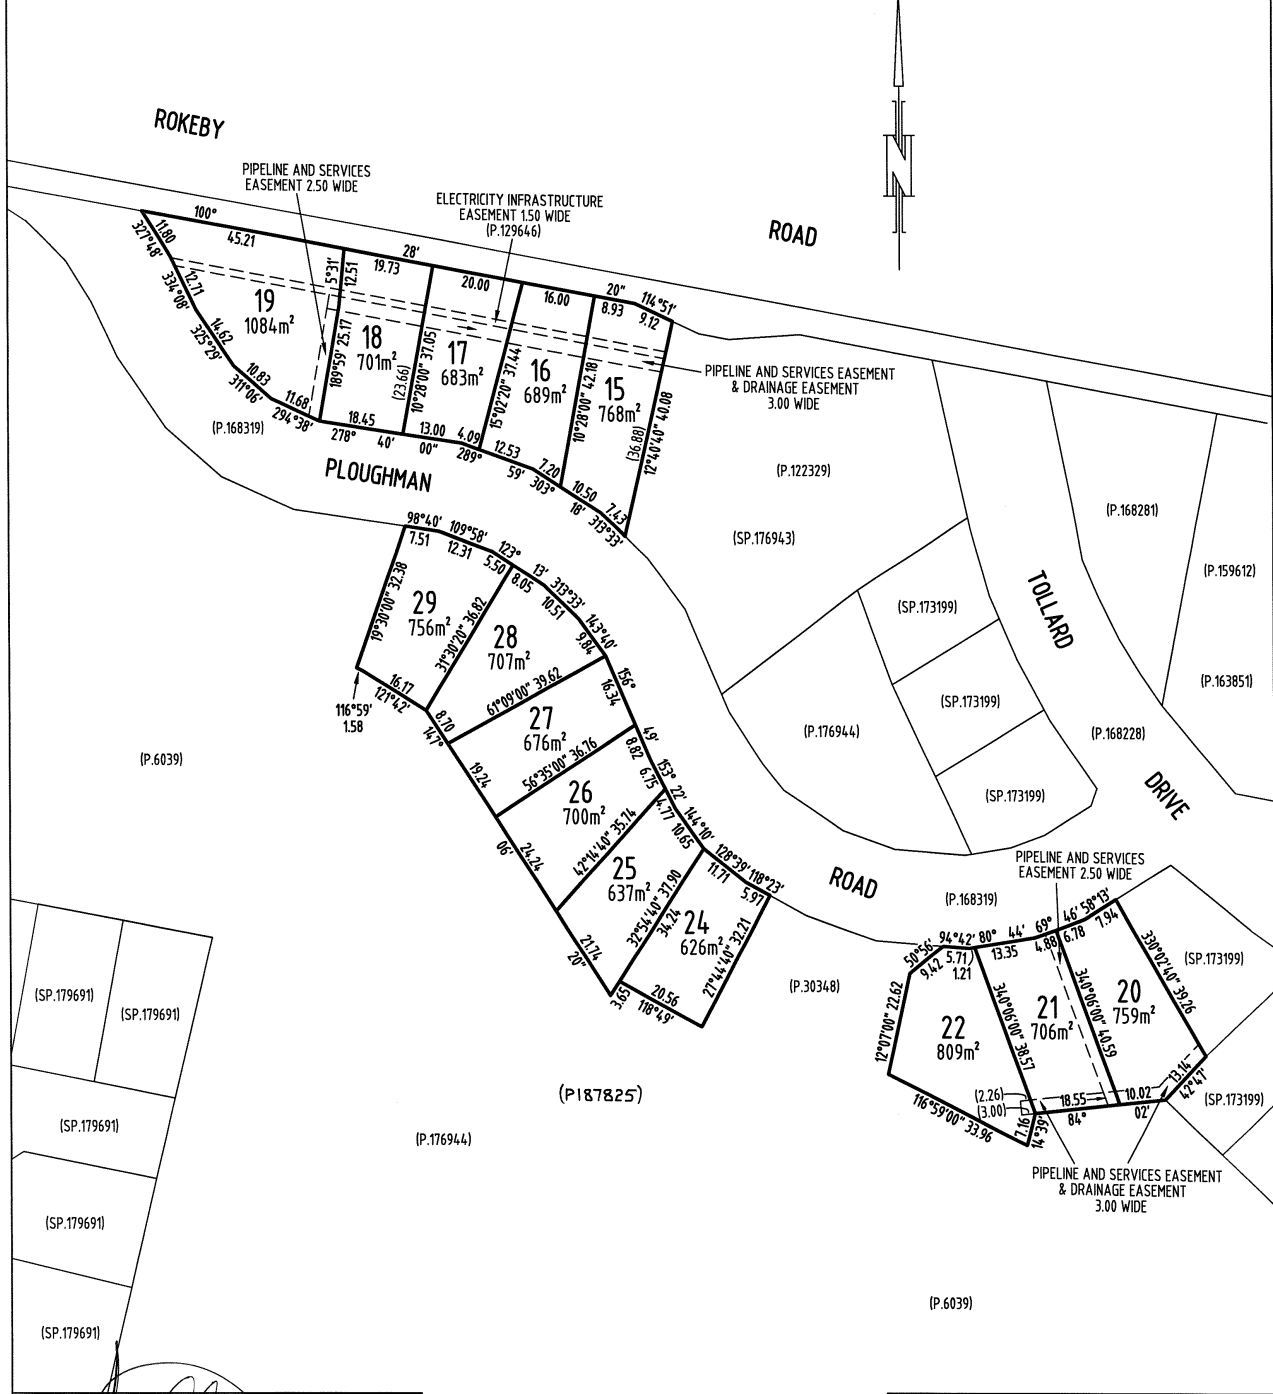 ROKEBY
ROAD
N
PIPELINE AND SERVICES
EASEMENT 2.50 WIDE
ELECTRICITY INFRASTRUCTURE
EASEMENT 1.50 WIDE
(P.129646)
100°
45.21
28'
19.73
20.00
16.00
20"
8.93
114°51'
9.12
11.80
327°48'
12.71
334°08'
14.62
325°29'
10.83
311°06'
11.68
294°38'
5°31'
12.51
189°59' 25.17
19
1084m²
18
701m²
(23.66)
10°28'00" 37.05
17
683m²
15°02'20" 37.44
16
689m²
10°28'00" 42.18
15
768m²
(36.88)
12°40'40" 40.08
PIPELINE AND SERVICES EASEMENT
& DRAINAGE EASEMENT
3.00 WIDE
18.45
278°
40'
13.00
00"
4.09
289°
12.53
59'
7.20
303°
10.50
18'
7.43
313°33'
(P.168319)
PLOUGHMAN
(P.122329)
(SP.176943)
(P.168281)
(P.159612)
(P.163851)
(P.168228)
TOLLARD
DRIVE
(SP.173199)
(SP.173199)
(SP.173199)
(P.176944)
98°40'
7.51
109°58'
12.31
123°
5.50
8.05
13'
313°33'
10.51
143°40'
9.84
19°30'00" 32.38
29
756m²
31°30'20" 36.82
28
707m²
61°09'00" 39.62
16.17
121°42'
116°59'
1.58
8.70
147°
27
676m²
156°
16.34
56°35'00" 36.76
19.24
26
700m²
49'
8.82
153°
6.75
22'
4.77
144°10'
10.65
42°14'40" 35.74
06'
24.24
25
637m²
32°54'40" 37.90
34.24
128°39'
11.71
118°23'
5.97
24
626m²
27°44'40" 32.21
21.74
20"
3.65
20.56
118°49'
(P.6039)
ROAD
(P.168319)
(P.30348)
PIPELINE AND SERVICES
EASEMENT 2.50 WIDE
50°56'
9.42
94°42'
5.71
1.21
80°
13.35
44'
69°
4.88
46'
6.78
58°13'
7.94
330°02'40" 39.26
12°07'00" 22.62
22
809m²
340°06'00" 38.57
21
706m²
340°06'00" 40.59
20
759m²
(SP.173199)
(SP.173199)
116°59'00" 33.96
(2.26)
(3.00)
7.16
14°39'
18.55
84°
10.02
02'
13.14
42°47'
PIPELINE AND SERVICES EASEMENT
& DRAINAGE EASEMENT
3.00 WIDE
(SP.179691)
(SP.179691)
(SP.179691)
(SP.179691)
(SP.179691)
(P187825)
(P.176944)
(P.6039)